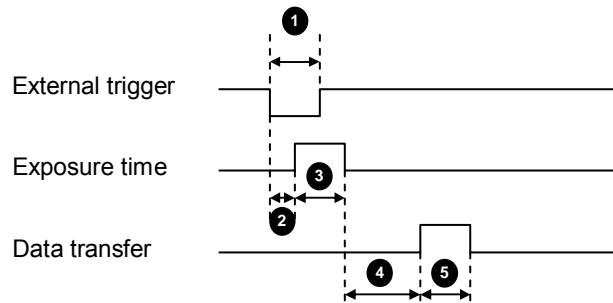 1
External trigger
Exposure time
3
2
Data transfer
4 5